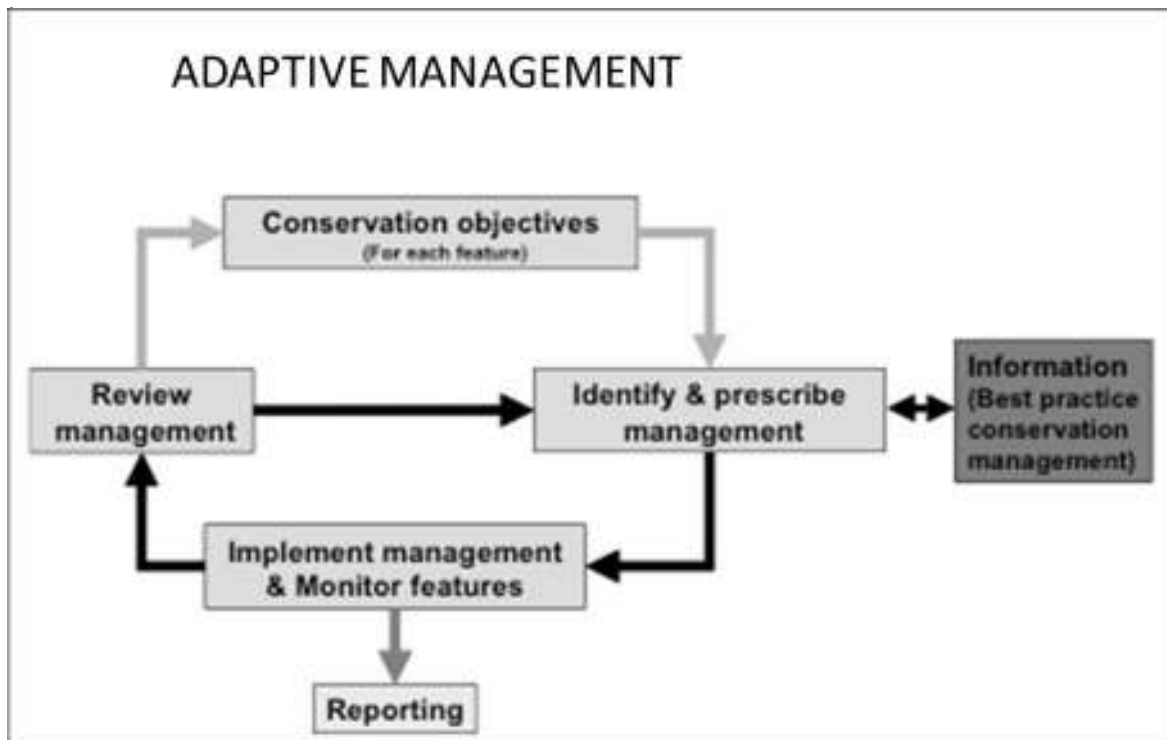 ADAPTIVE MANAGEMENT
Conservation objectives
(For each feature)
Review
management
Identify & prescribe
management
Information
(Best practice
conservation
management)
Implement management
& Monitor features
Reporting